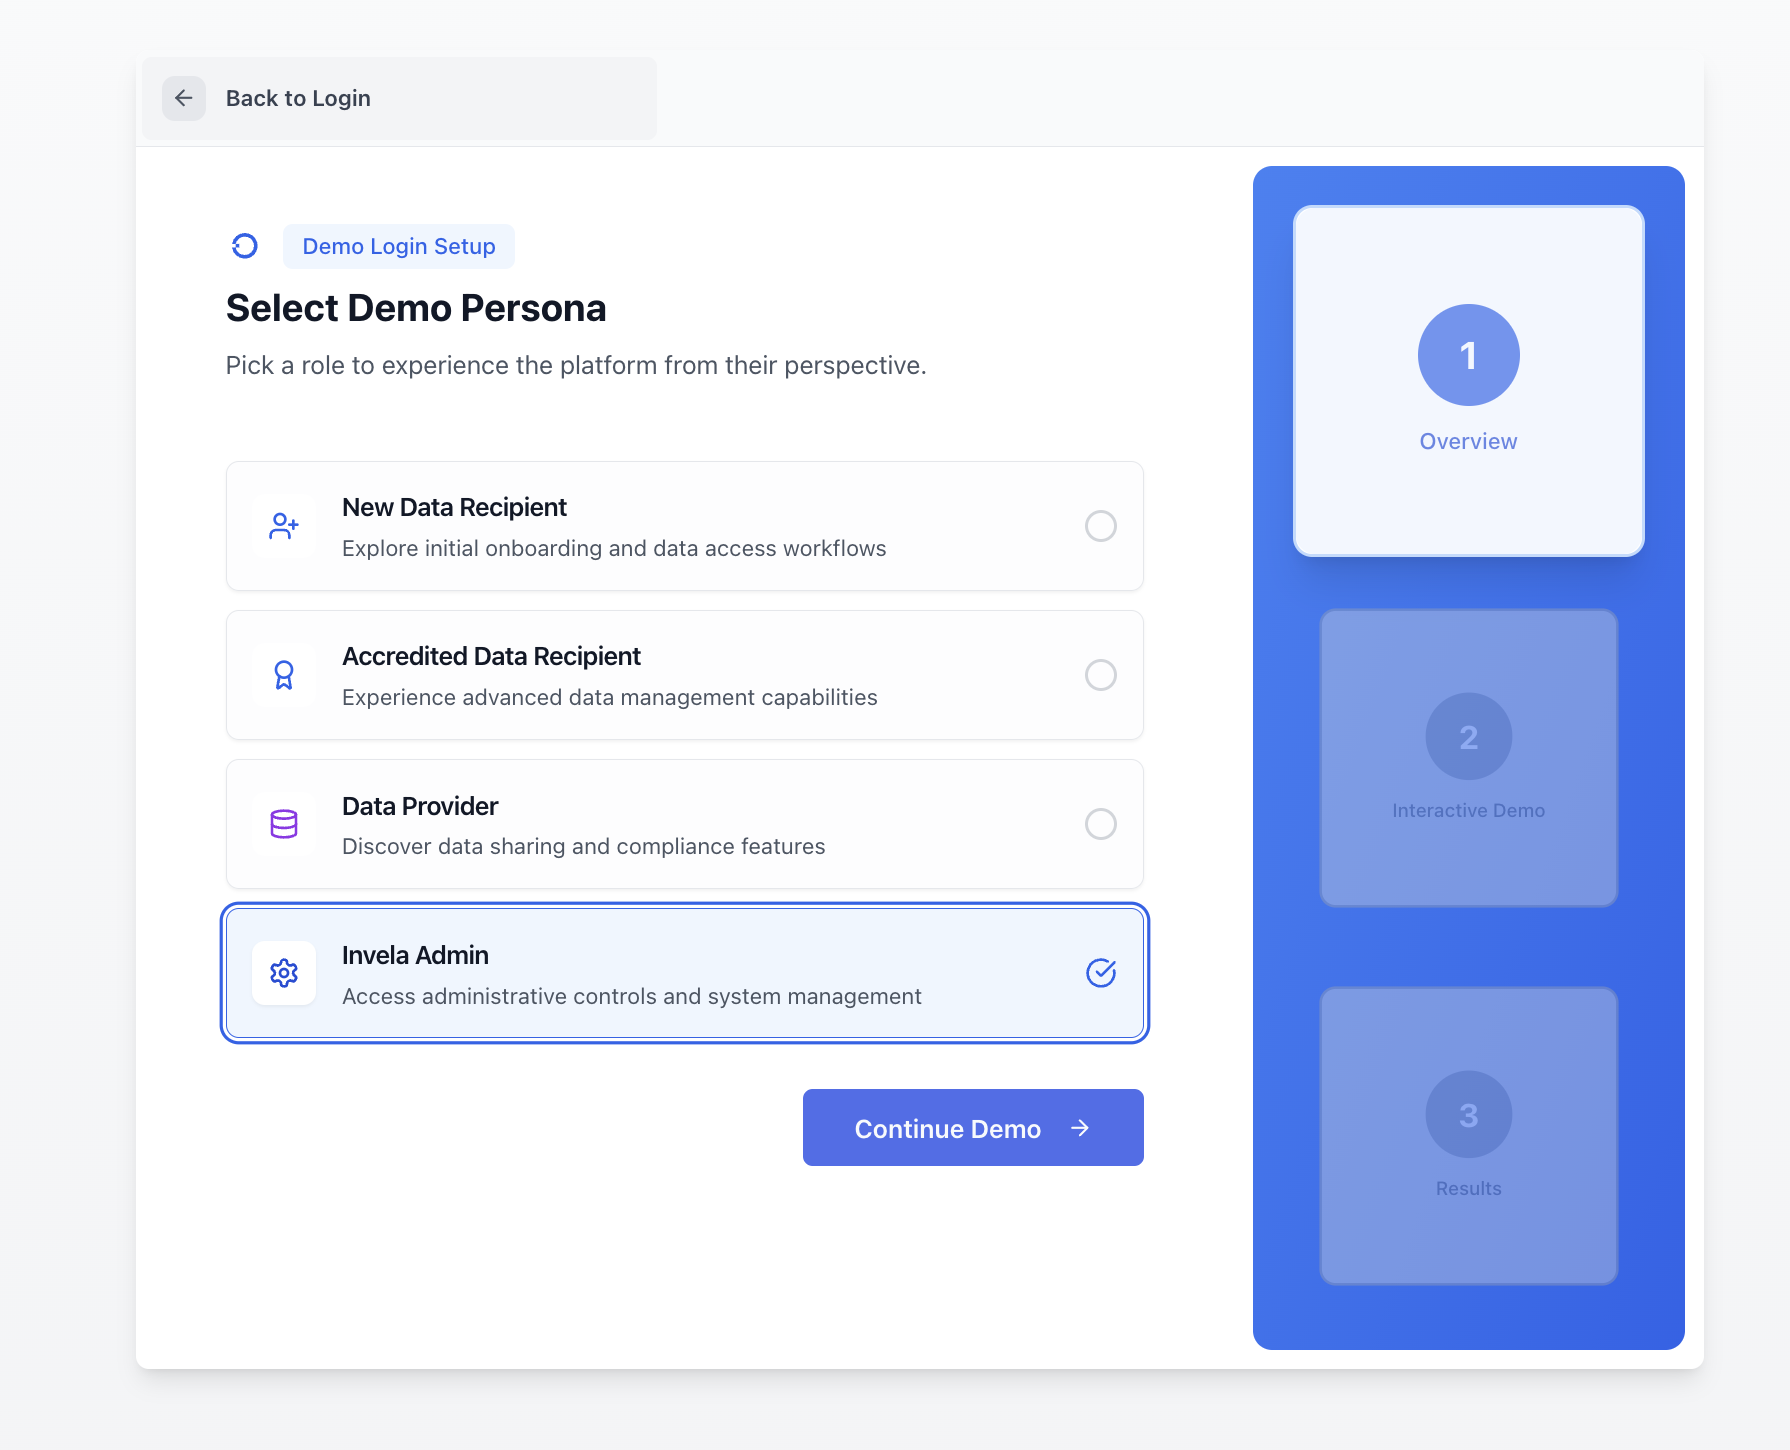 Back to Login
Demo Login Setup
Select Demo Persona
Pick a role to experience the platform from their perspective.
New Data Recipient
Explore initial onboarding and data access workflows
Accredited Data Recipient
Experience advanced data management capabilities
Data Provider
Discover data sharing and compliance features
Invela Admin
Access administrative controls and system management
Continue Demo
1
Overview
2
Interactive Demo
3
Results